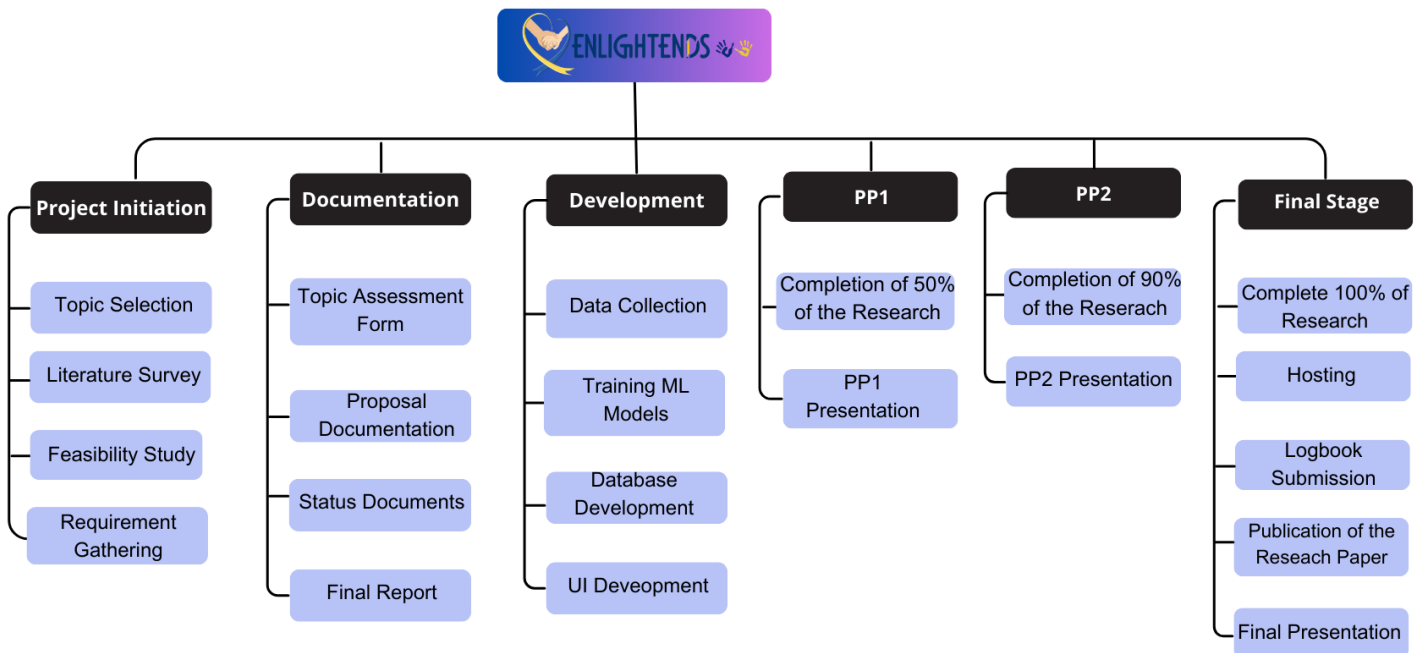 ENLIGHTENDS
Project Initiation
Topic Selection
Literature Survey
Feasibility Study
Requirement
Gathering
Documentation
Topic Assessment
Form
Proposal
Documentation
Status Documents
Final Report
Development
Data Collection
Training ML
Models
Database
Development
UI Deveopment
PP1
Completion of 50%
of the Research
PP1
Presentation
PP2
Completion of 90%
of the Reserach
PP2 Presentation
Final Stage
Complete 100% of
Research
Hosting
Logbook
Submission
Publication of the
Reseach Paper
Final Presentation